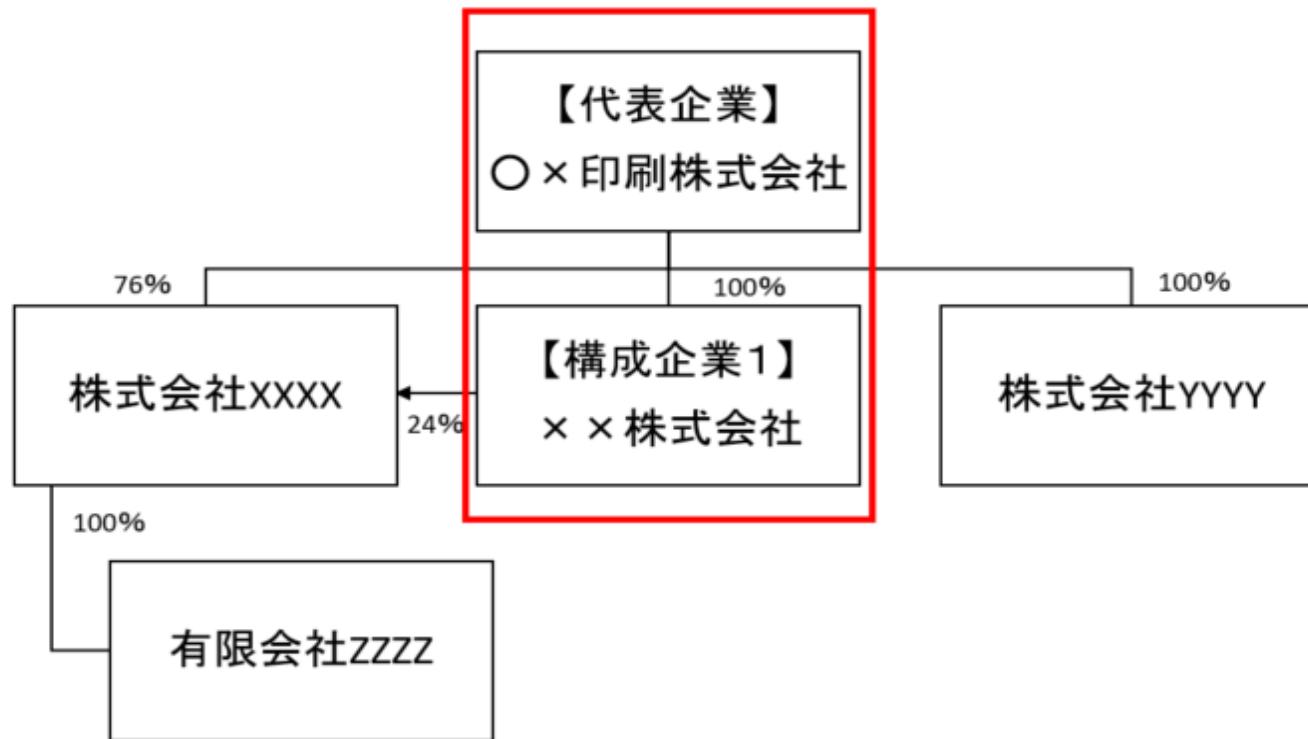 【代表企業】
〇×印刷株式会社
76%
100%
100%
株式会社XXXX
24%
【構成企業１】
××株式会社
株式会社YYYY
100%
有限会社ZZZZ